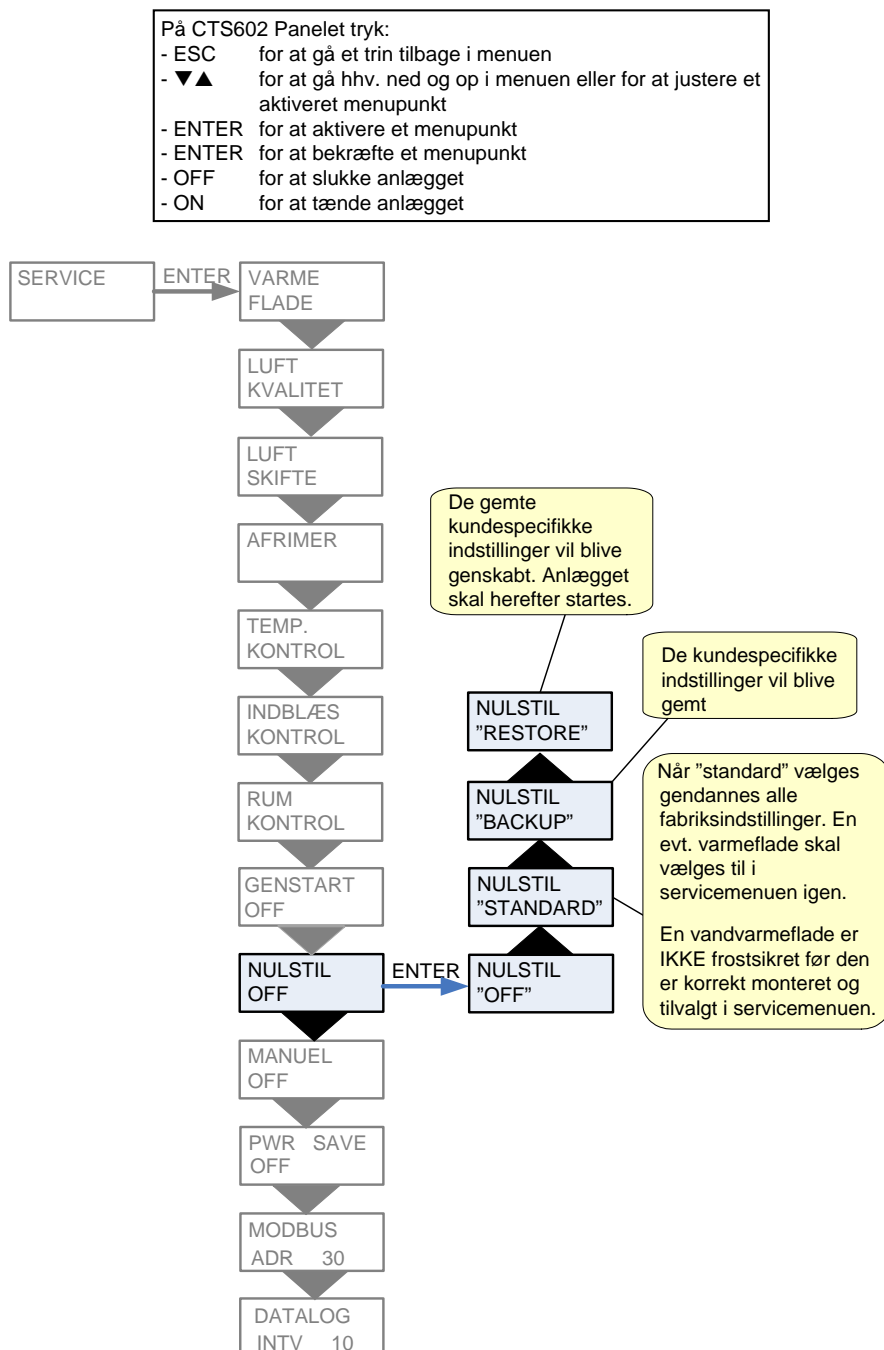 På CTS602 Panelet tryk:
- ESC for at gå et trin tilbage i menuen
- ▼▲ for at gå hhv. ned og op i menuen eller for at justere et
aktiveret menupunkt
- ENTER for at aktivere et menupunkt
- ENTER for at bekræfte et menupunkt
- OFF for at slukke anlægget
- ON for at tænde anlægget
SERVICE
ENTER
VARME
FLADE
LUFT
KVALITET
LUFT
SKIFTE
AFRIMER
TEMP.
KONTROL
INDBLÆS
KONTROL
RUM
KONTROL
GENSTART
OFF
NULSTIL
OFF
ENTER
NULSTIL
"OFF"
NULSTIL
"STANDARD"
NULSTIL
"BACKUP"
NULSTIL
"RESTORE"
De gemte
kundespecifikke
indstillinger vil blive
genskabt. Anlægget
skal herefter startes.
De kundespecifikke
indstillinger vil blive
gemt
Når "standard" vælges
gendannes alle
fabriksindstillinger. En
evt. varmeflade skal
vælges til i
servicemenuen igen.
En vandvarmeflade er
IKKE frostsikret før den
er korrekt monteret og
tilvalgt i servicemenuen.
MANUEL
OFF
PWR SAVE
OFF
MODBUS
ADR 30
DATALOG
INTV 10